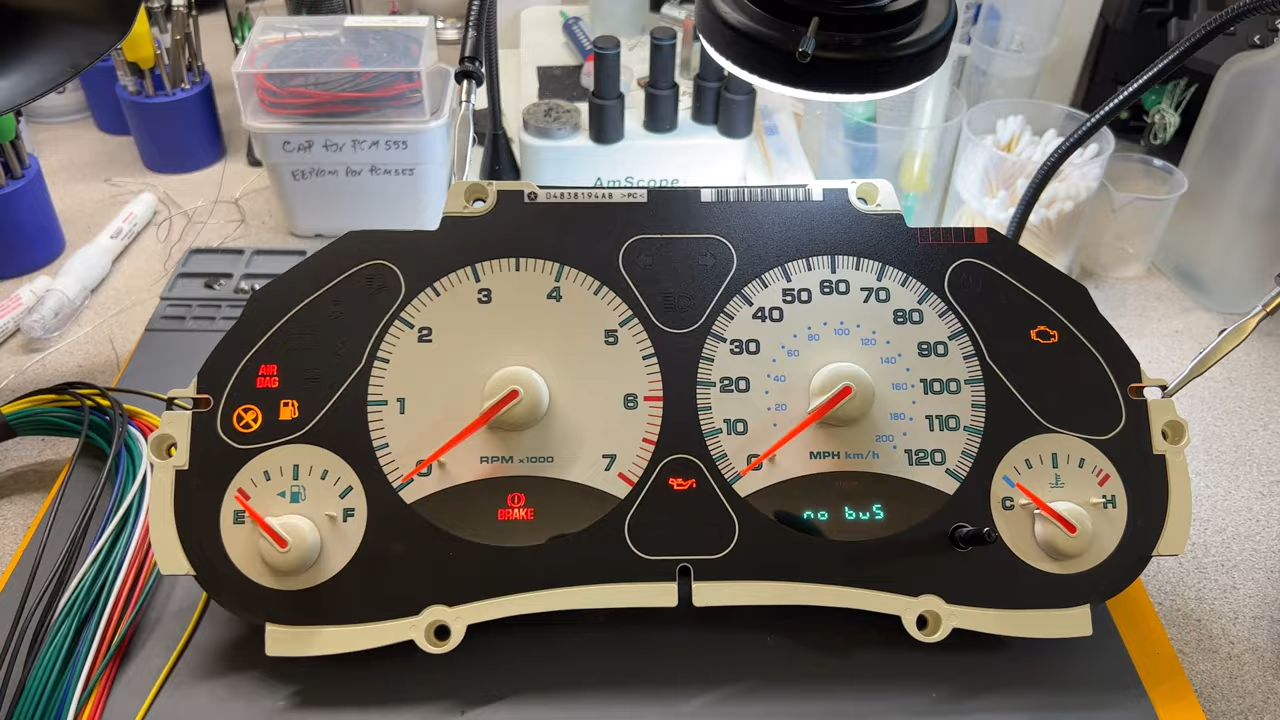 CAP for PCM 555
EEPROM for PCM 555
AmScope
04838194AB >PC<
1
2
3
4
5
6
7
RPM x1000
BRAKE
AIR
BAG
E
F
10
20
30
40
50
60
70
80
90
100
110
120
20
40
60
80
100
120
140
160
180
200
MPH km/h
no buS
C
H